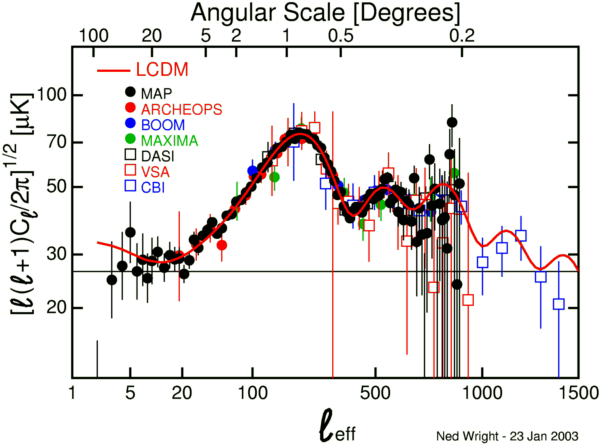 Angular Scale [Degrees]
100 20 5 2 1 0.5 0.2
LCDM
MAP
ARCHEOPS
BOOM
MAXIMA
DASI
VSA
CBI
[ℓ(ℓ+1)Cℓ/2π]^1/2 [μK]
100
70
50
30
20
1 5 20 100 500 1000 1500
ℓeff
Ned Wright - 23 Jan 2003